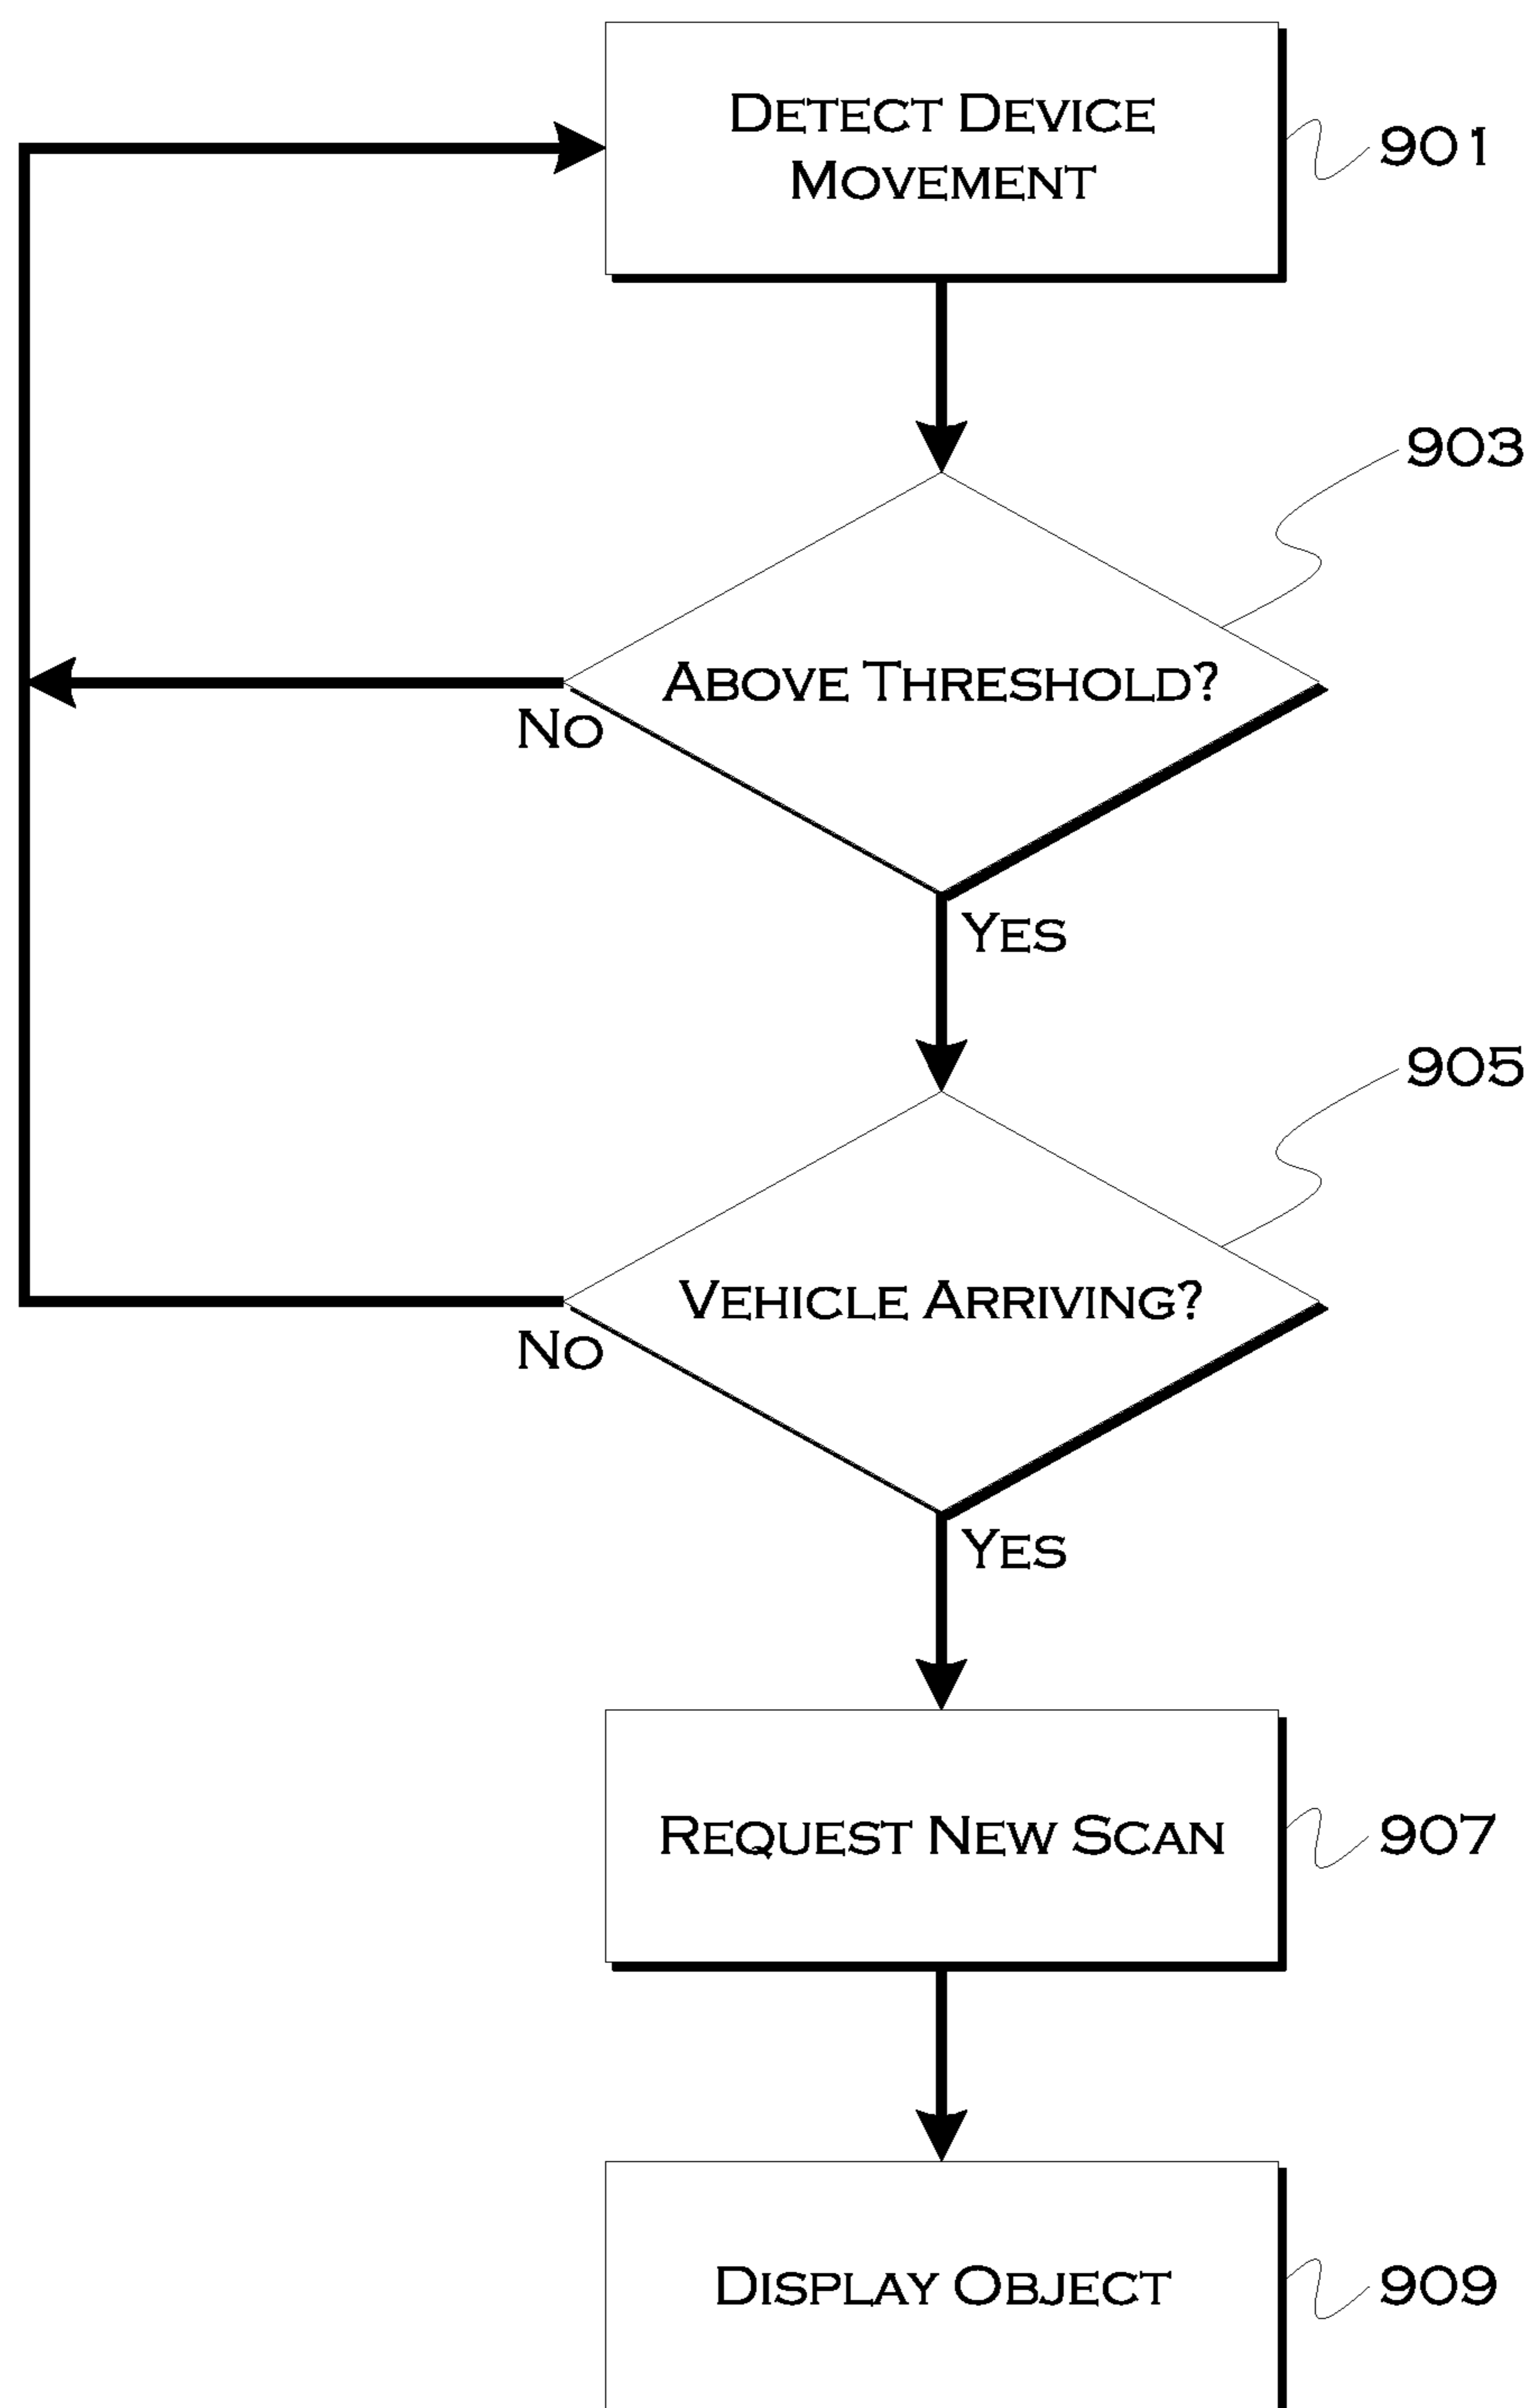 DETECT DEVICE
MOVEMENT
901
903
ABOVE THRESHOLD?
NO
YES
905
VEHICLE ARRIVING?
NO
YES
REQUEST NEW SCAN
907
DISPLAY OBJECT
909